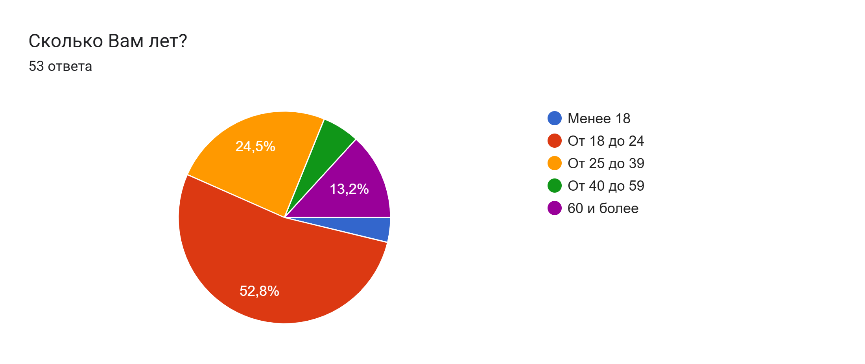 Сколько Вам лет?
53 ответа
Менее 18
От 18 до 24
От 25 до 39
От 40 до 59
60 и более
24,5%
13,2%
52,8%